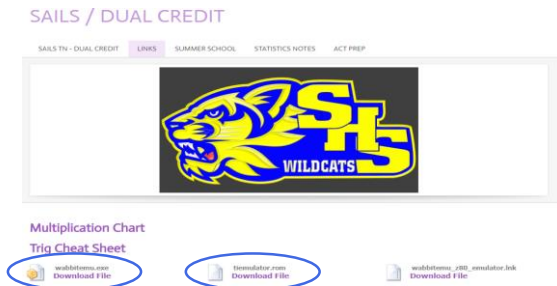 SAILS / DUAL CREDIT
SAILS TN - DUAL CREDIT LINKS SUMMER SCHOOL STATISTICS NOTES ACT PREP
SHS
WILDCATS
Multiplication Chart
Trig Cheat Sheet
wabbitemu.exe tiemulator.rom wabbitemu_z80_emulator.lnk
Download File Download File Download File